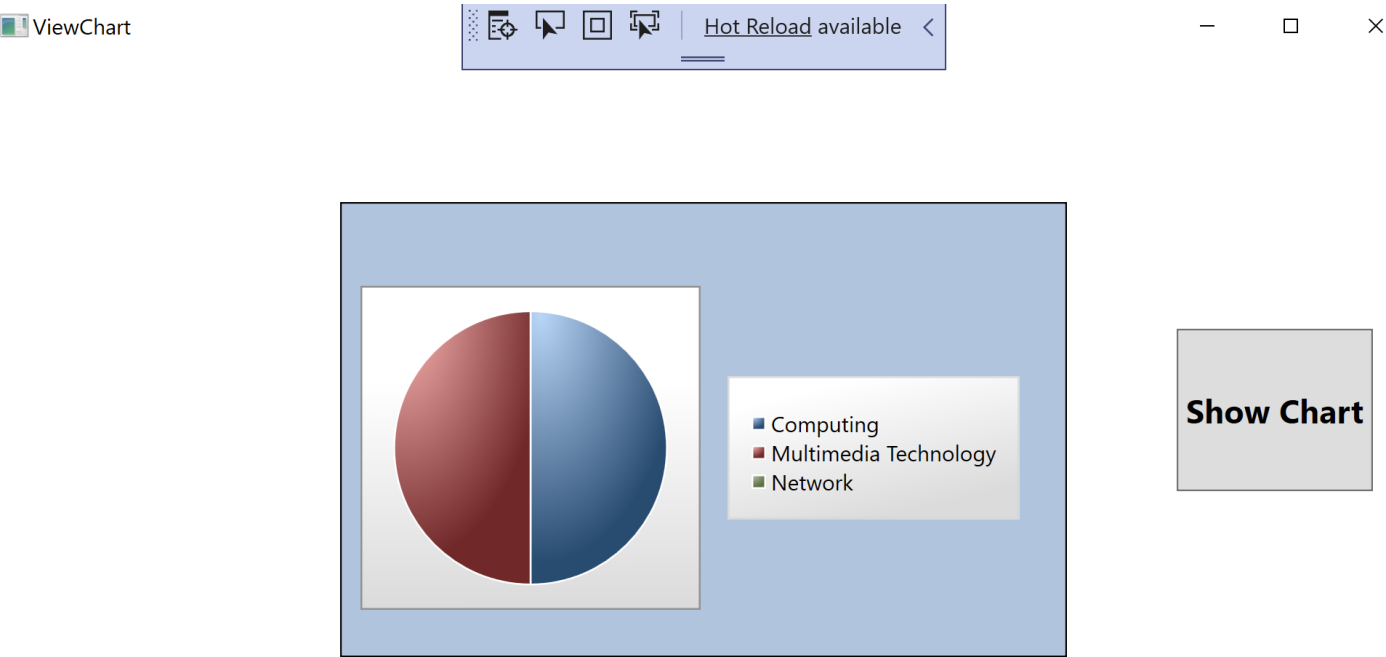 ViewChart
Hot Reload available
Computing
Multimedia Technology
Network
Show Chart